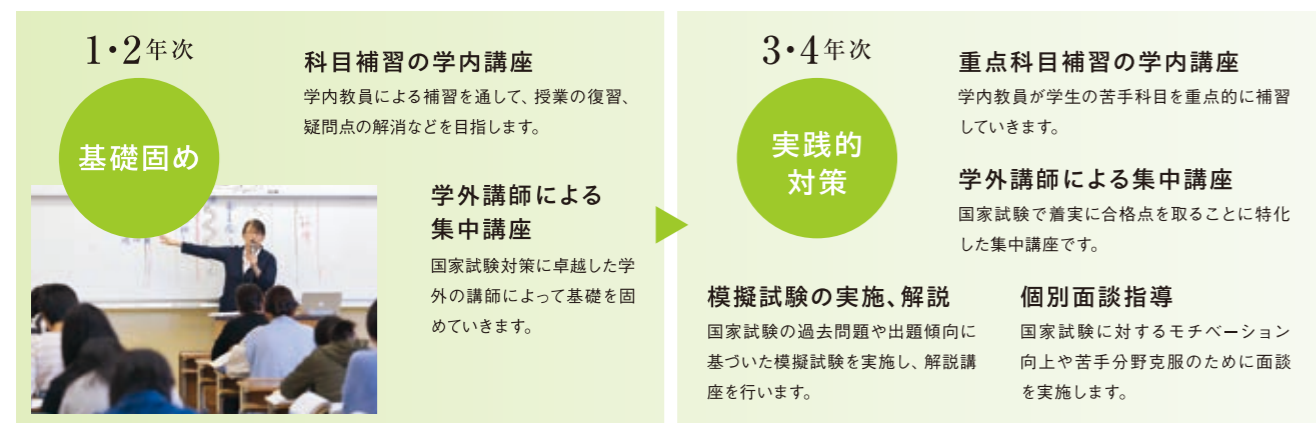 1・2年次
基礎固め
科目補習の学内講座
学内教員による補習を通して、授業の復習、
疑問点の解消などを目指します。
学外講師による
集中講座
国家試験対策に卓越した学
外の講師によって基礎を固
めていきます。
3・4年次
実践的
対策
重点科目補習の学内講座
学内教員が学生の苦手科目を重点的に補習
していきます。
学外講師による集中講座
国家試験で着実に合格点を取ることに特化
した集中講座です。
模擬試験の実施、解説
国家試験の過去問題や出題傾向に
基づいた模擬試験を実施し、解説講
座を行います。
個別面談指導
国家試験に対するモチベーション
向上や苦手分野克服のために面談
を実施します。